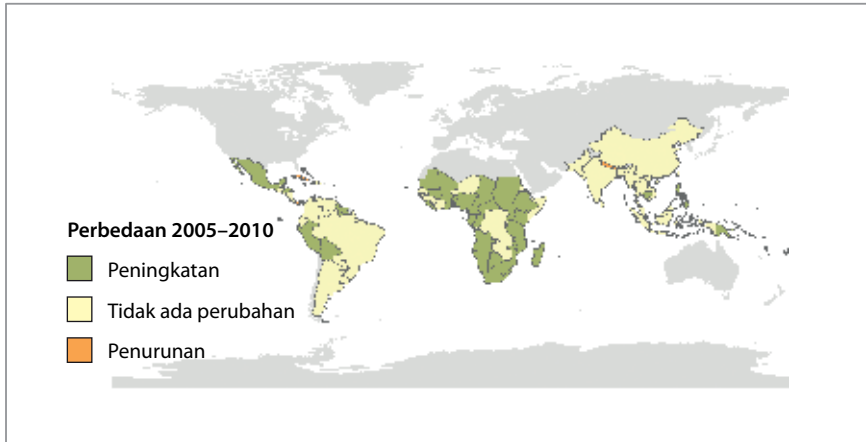 Perbedaan 2005–2010
Peningkatan
Tidak ada perubahan
Penurunan